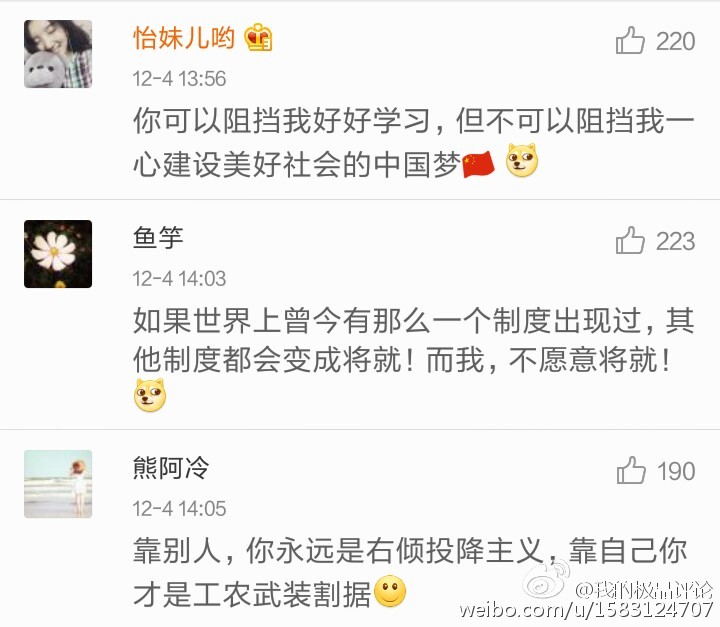 怡妹儿哟
220
12-4 13:56
你可以阻挡我好好学习，但不可以阻挡我一
心建设美好社会的中国梦
鱼竽
223
12-4 14:03
如果世界上曾今有那么一个制度出现过，其
他制度都会变成将就！而我，不愿意将就！
熊阿冷
190
12-4 14:05
靠别人，你永远是右倾投降主义，靠自己你
才是工农武装割据
@我的极品评论
weibo.com/u/1583124707